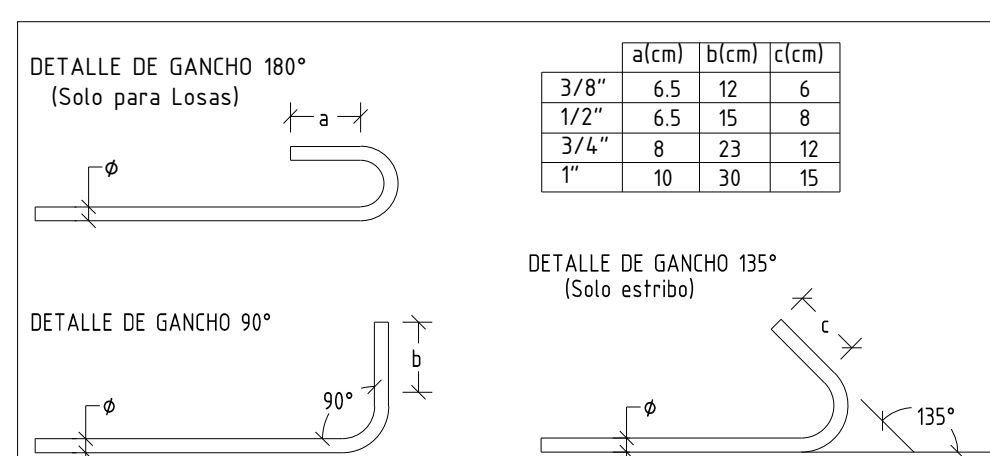 DETALLE DE GANCHO 180°
(Solo para Losas)
a
ø
a(cm) b(cm) c(cm)
3/8" 6.5 12 6
1/2" 6.5 15 8
3/4" 8 23 12
1" 10 30 15
DETALLE DE GANCHO 90°
b
90°
ø
DETALLE DE GANCHO 135°
(Solo estribo)
c
ø
135°